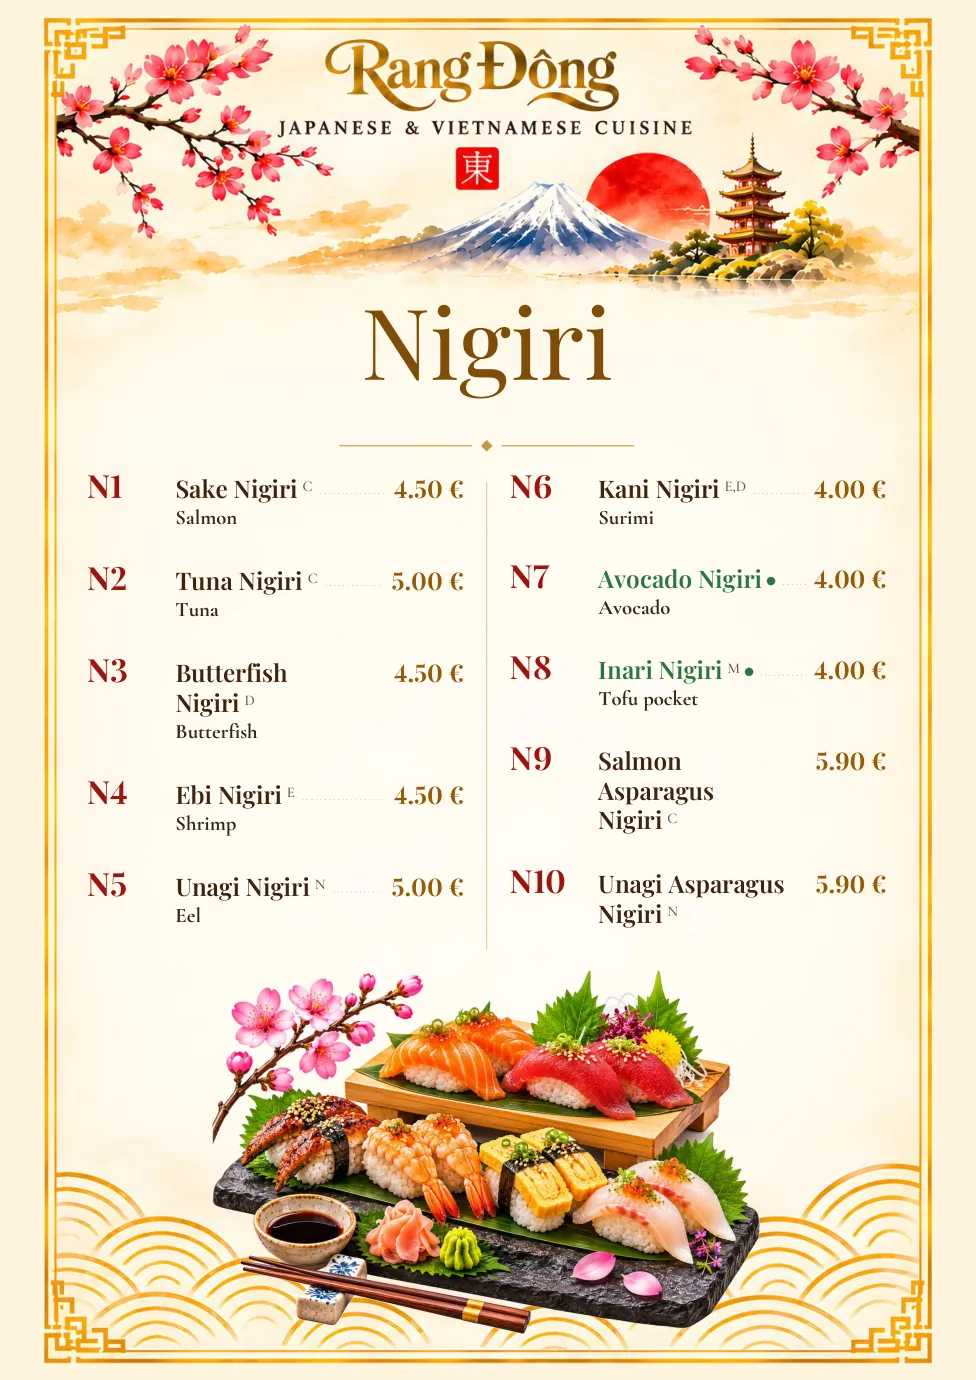 Rang Đông
JAPANESE & VIETNAMESE CUISINE
東
Nigiri
N1 Sake Nigiri C 4.50 €
Salmon
N2 Tuna Nigiri C 5.00 €
Tuna
N3 Butterfish 4.50 €
Nigiri D
Butterfish
N4 Ebi Nigiri E 4.50 €
Shrimp
N5 Unagi Nigiri N 5.00 €
Eel
N6 Kani Nigiri E,D 4.00 €
Surimi
N7 Avocado Nigiri ● 4.00 €
Avocado
N8 Inari Nigiri M ● 4.00 €
Tofu pocket
N9 Salmon 5.90 €
Asparagus
Nigiri C
N10 Unagi Asparagus 5.90 €
Nigiri N